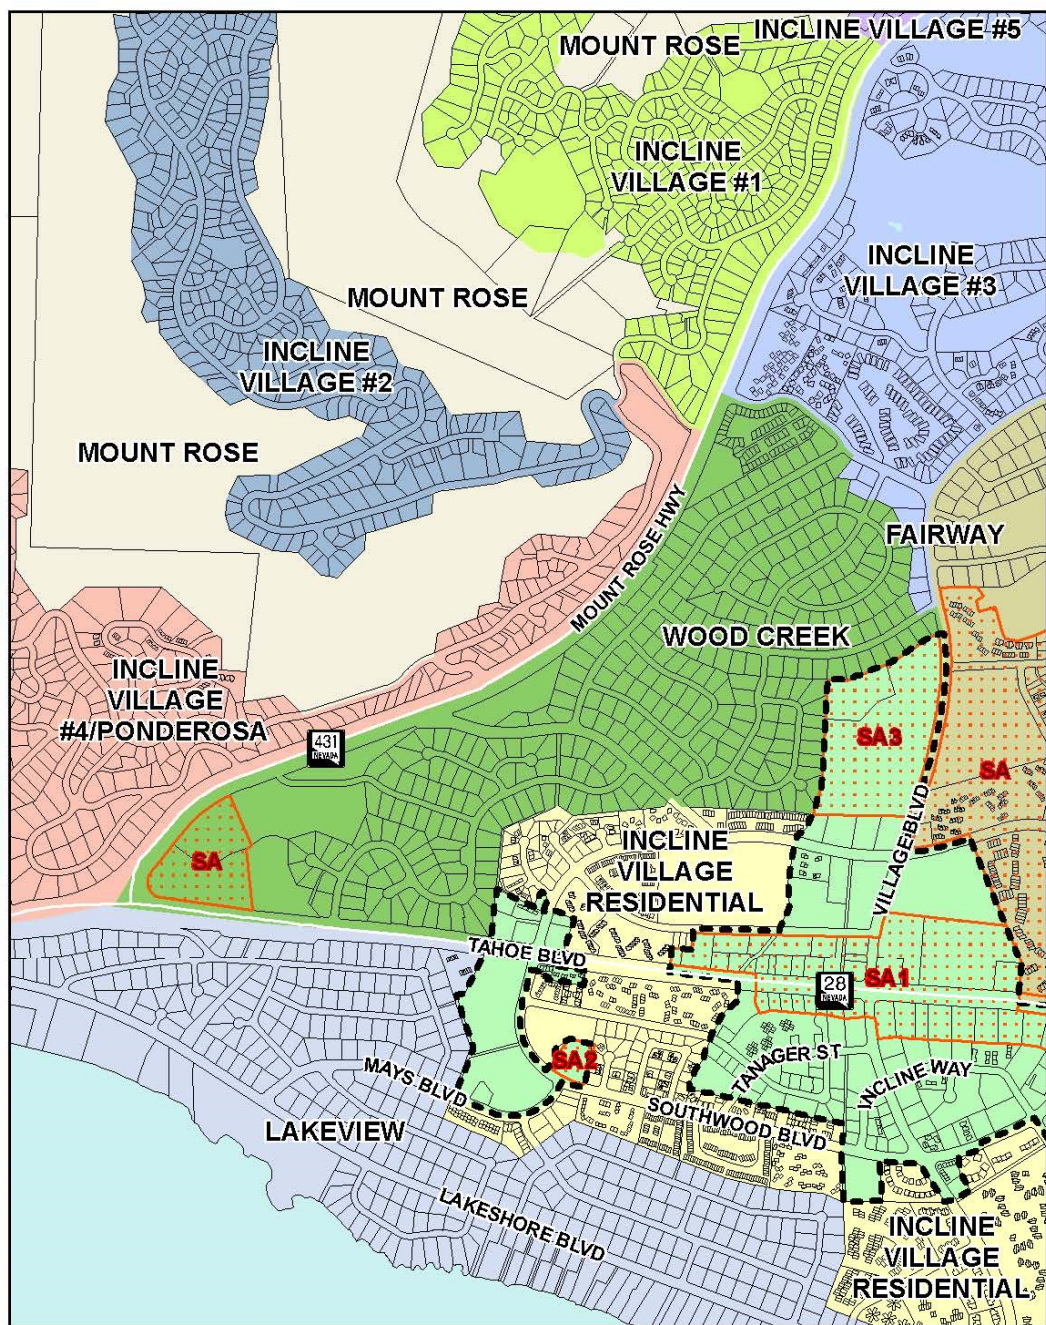 INCLINE VILLAGE #5
MOUNT ROSE
INCLINE
VILLAGE #1
INCLINE
VILLAGE #3
MOUNT ROSE
INCLINE
VILLAGE #2
MOUNT ROSE
FAIRWAY
MOUNT ROSE HWY
WOOD CREEK
INCLINE
VILLAGE
#4/PONDEROSA
431
NEVADA
SA3
SA
VILLAGE BLVD
SA
INCLINE
VILLAGE
RESIDENTIAL
TAHOE BLVD
SA1
28
NEVADA
SA2
MAYS BLVD
TANAGER ST
INCLINE WAY
SOUTHWOOD BLVD
LAKEVIEW
LAKESHORE BLVD
INCLINE
VILLAGE
RESIDENTIAL